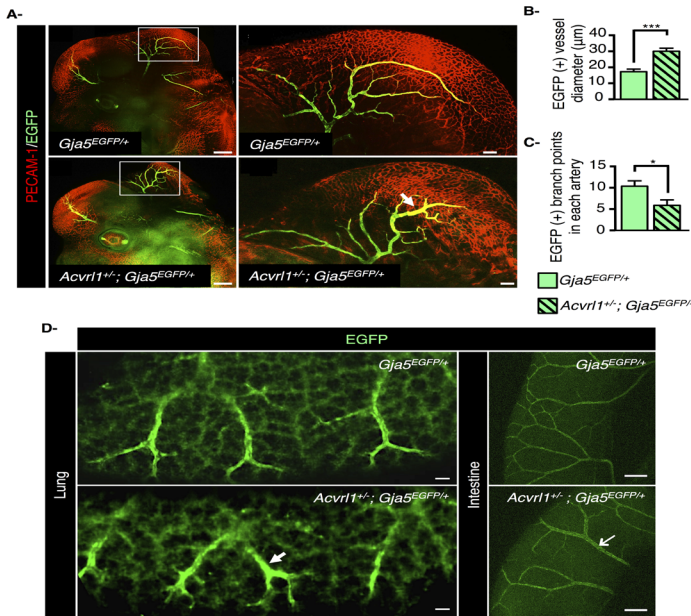 A-
PECAM-1/EGFP
Gja5EGFP/+
Gja5EGFP/+
Acvrl1+/-; Gja5EGFP/+
Acvrl1+/-; Gja5EGFP/+
B-
EGFP (+) vessel
diameter (µm)
40
30
20
10
0
***
C-
EGFP (+) branch points
in each artery
15
10
5
0
*
Gja5EGFP/+
Acvrl1+/-; Gja5EGFP/
D-
EGFP
Lung
Gja5EGFP/+
Acvrl1+/-; Gja5EGFP/+
Intestine
Gja5EGFP/+
Acvrl1+/-; Gja5EGFP/+